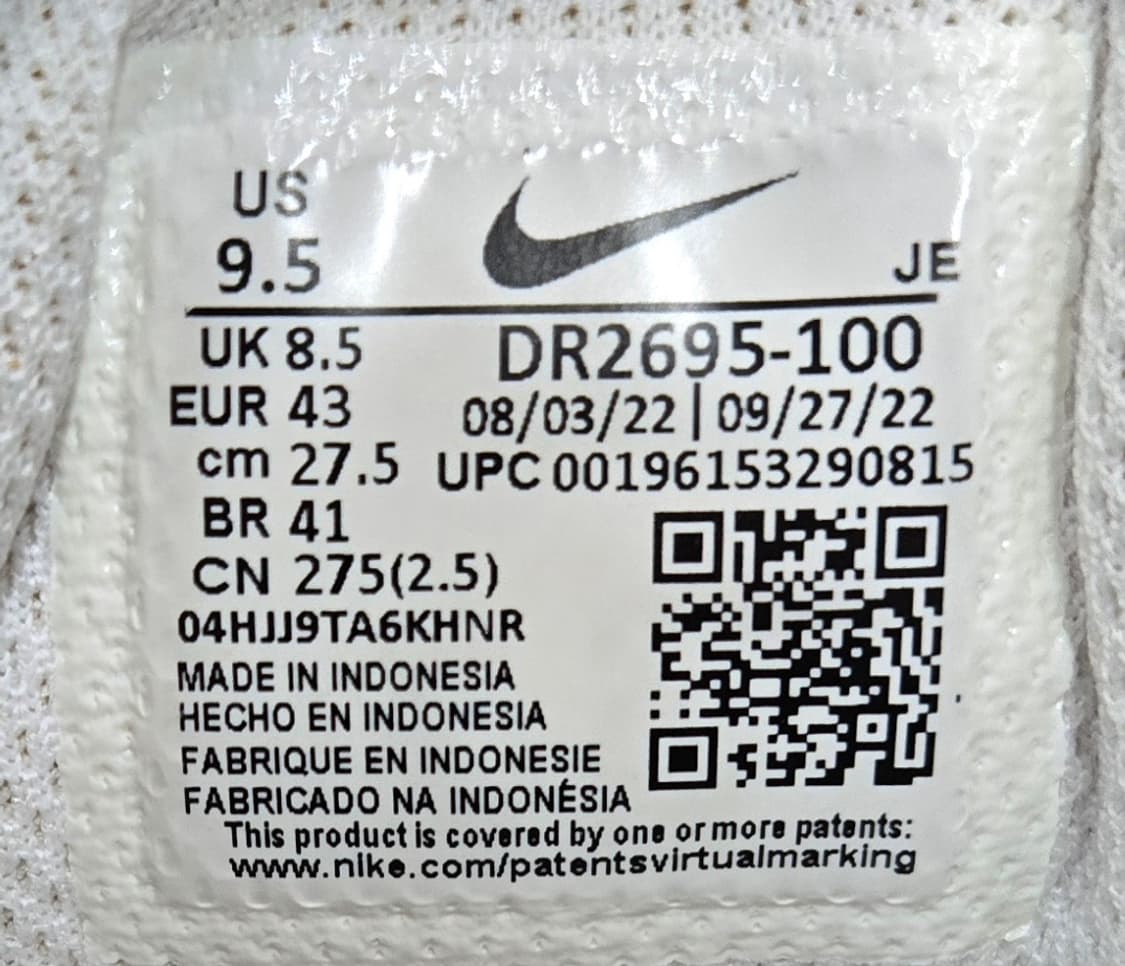 US
9.5
JE
UK 8.5
DR2695-100
EUR 43
08/03/22 | 09/27/22
cm 27.5
UPC 00196153290815
BR 41
CN 275(2.5)
04HJJ9TA6KHNR
MADE IN INDONESIA
HECHO EN INDONESIA
FABRIQUE EN INDONESIE
FABRICADO NA INDONÉSIA
This product is covered by one or more patents:
www.nike.com/patentsvirtualmarking